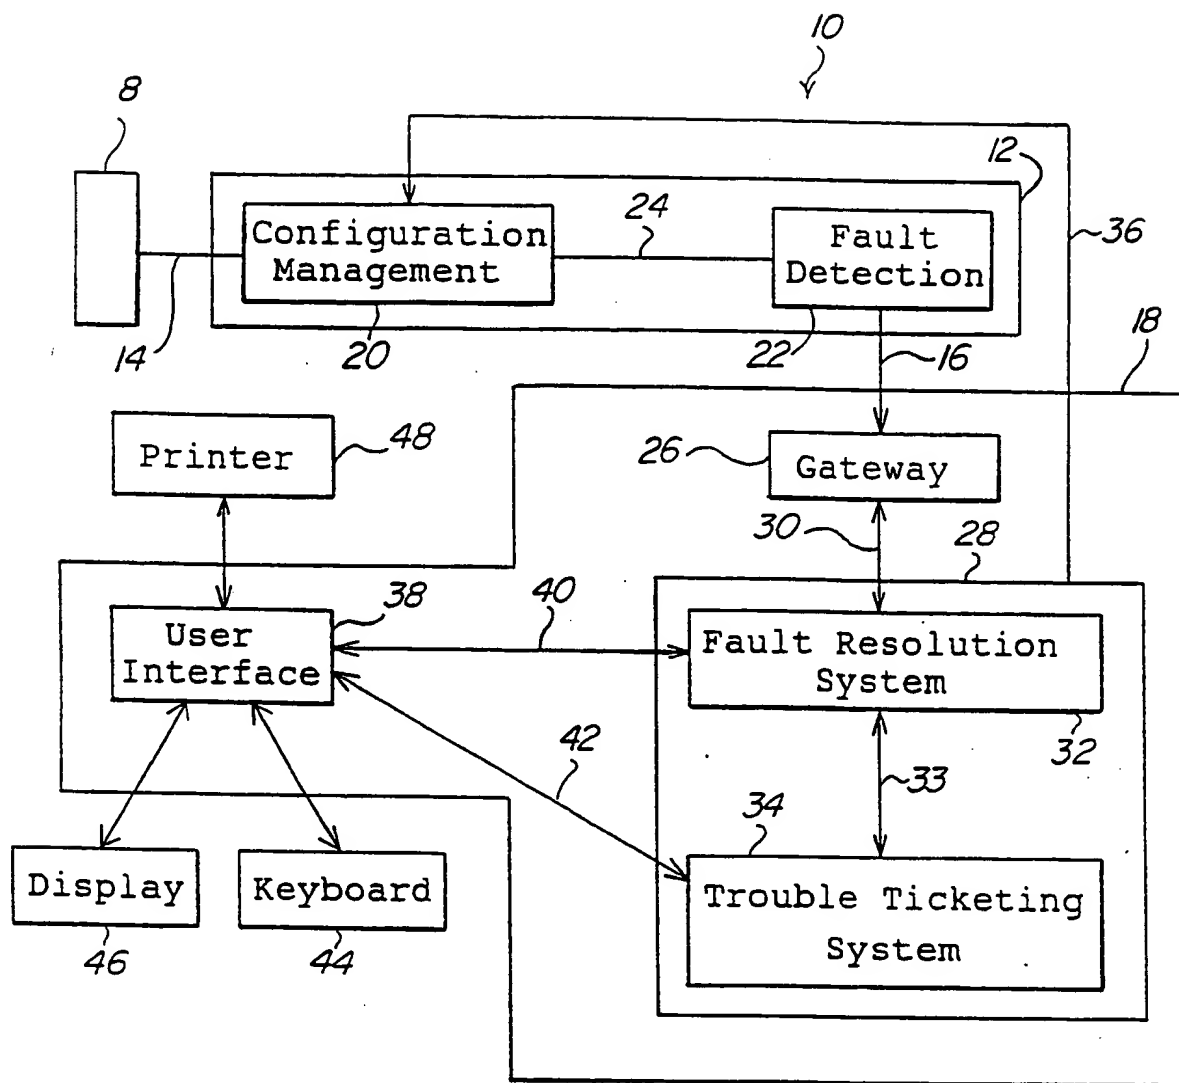 10
8
12
Configuration
Management
24
Fault
Detection
36
14
20
22
16
18
Printer
48
26
Gateway
30
28
User
Interface
38
40
Fault Resolution
System
42
32
33
34
Display
Keyboard
Trouble Ticketing
System
46
44